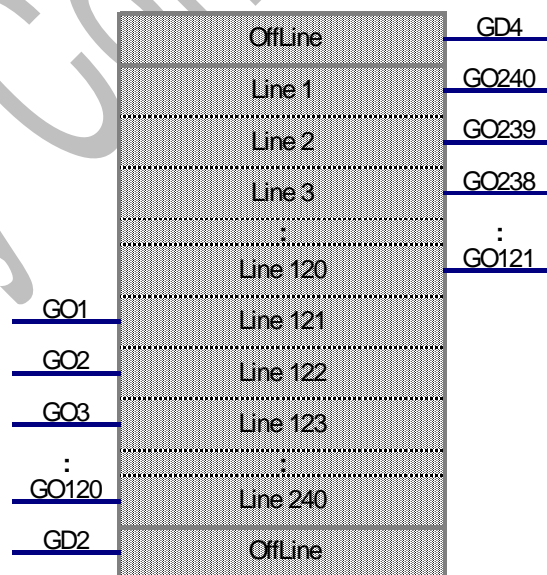 OffLine GD4
Line 1 GO240
Line 2 GO239
Line 3 GO238
: :
Line 120 GO121
GO1 Line 121
GO2 Line 122
GO3 Line 123
: :
GO120 Line 240
GD2 OffLine